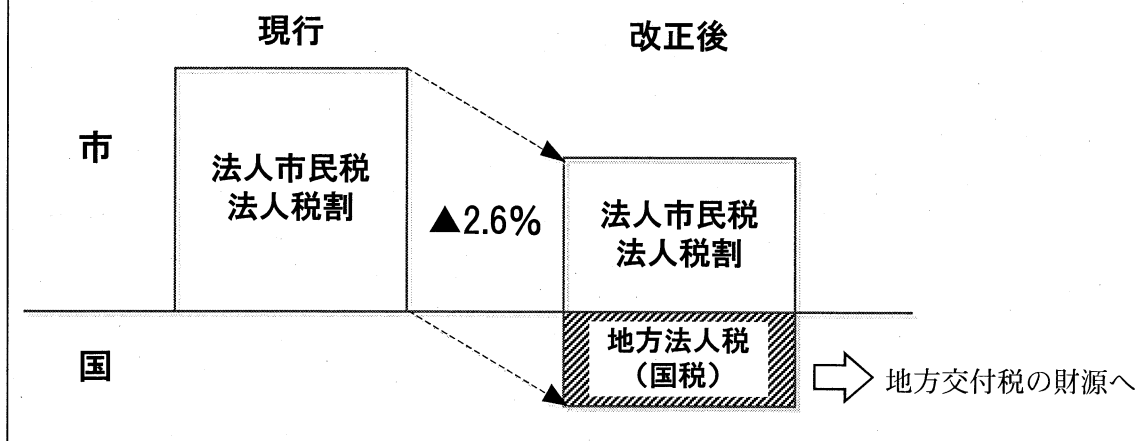 現行
改正後
市
法人市民税
法人税割
▲2.6%
法人市民税
法人税割
国
地方法人税
（国税）
地方交付税の財源へ